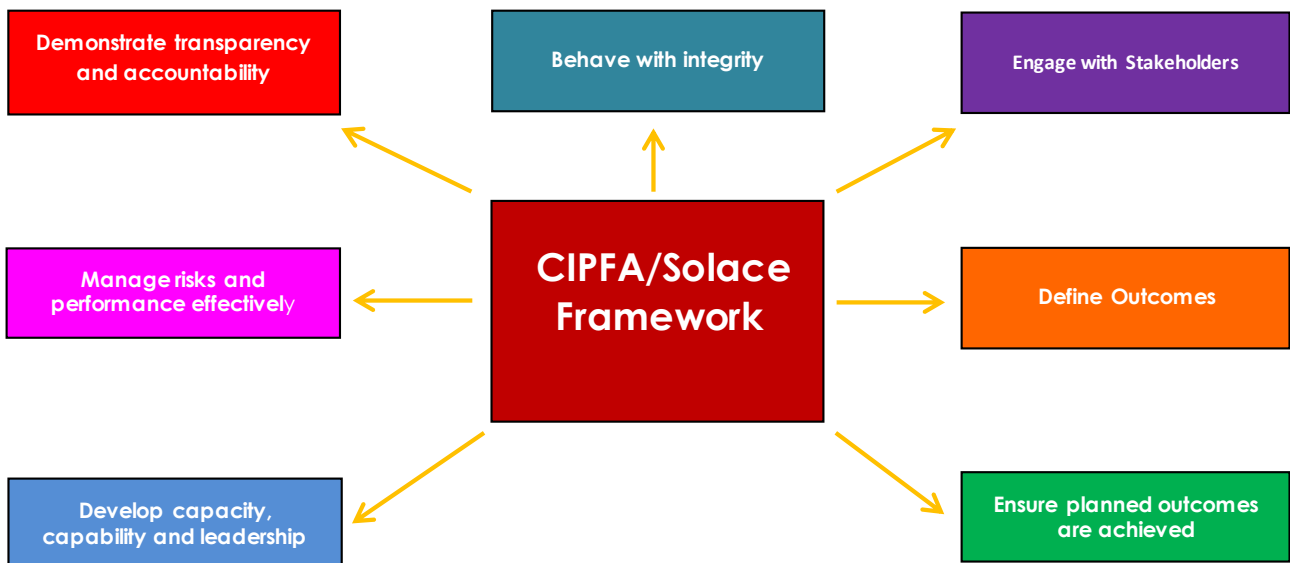 Demonstrate transparency
and accountability
Behave with integrity
Engage with Stakeholders
CIPFA/Solace
Framework
Manage risks and
performance effectively
Define Outcomes
Develop capacity,
capability and leadership
Ensure planned outcomes
are achieved